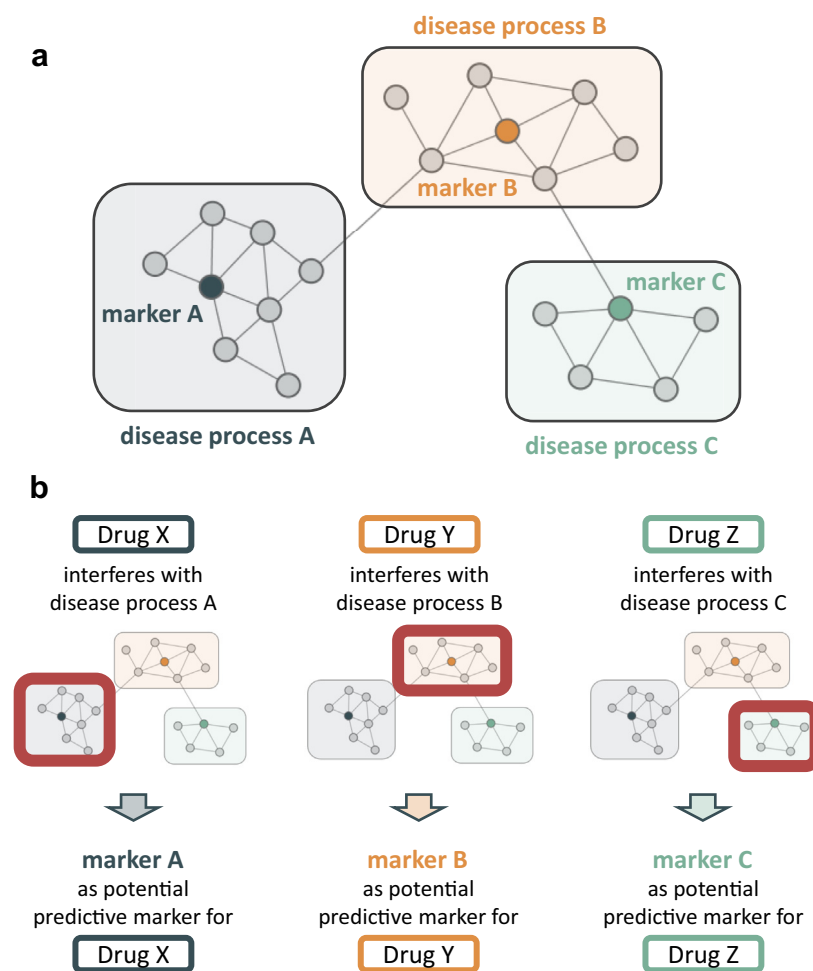 a
disease process B
marker B
marker A
disease process A
marker C
disease process C
b
Drug X
interferes with
disease process A
marker A
as potential
predictive marker for
Drug X
Drug Y
interferes with
disease process B
marker B
as potential
predictive marker for
Drug Y
Drug Z
interferes with
disease process C
marker C
as potential
predictive marker for
Drug Z